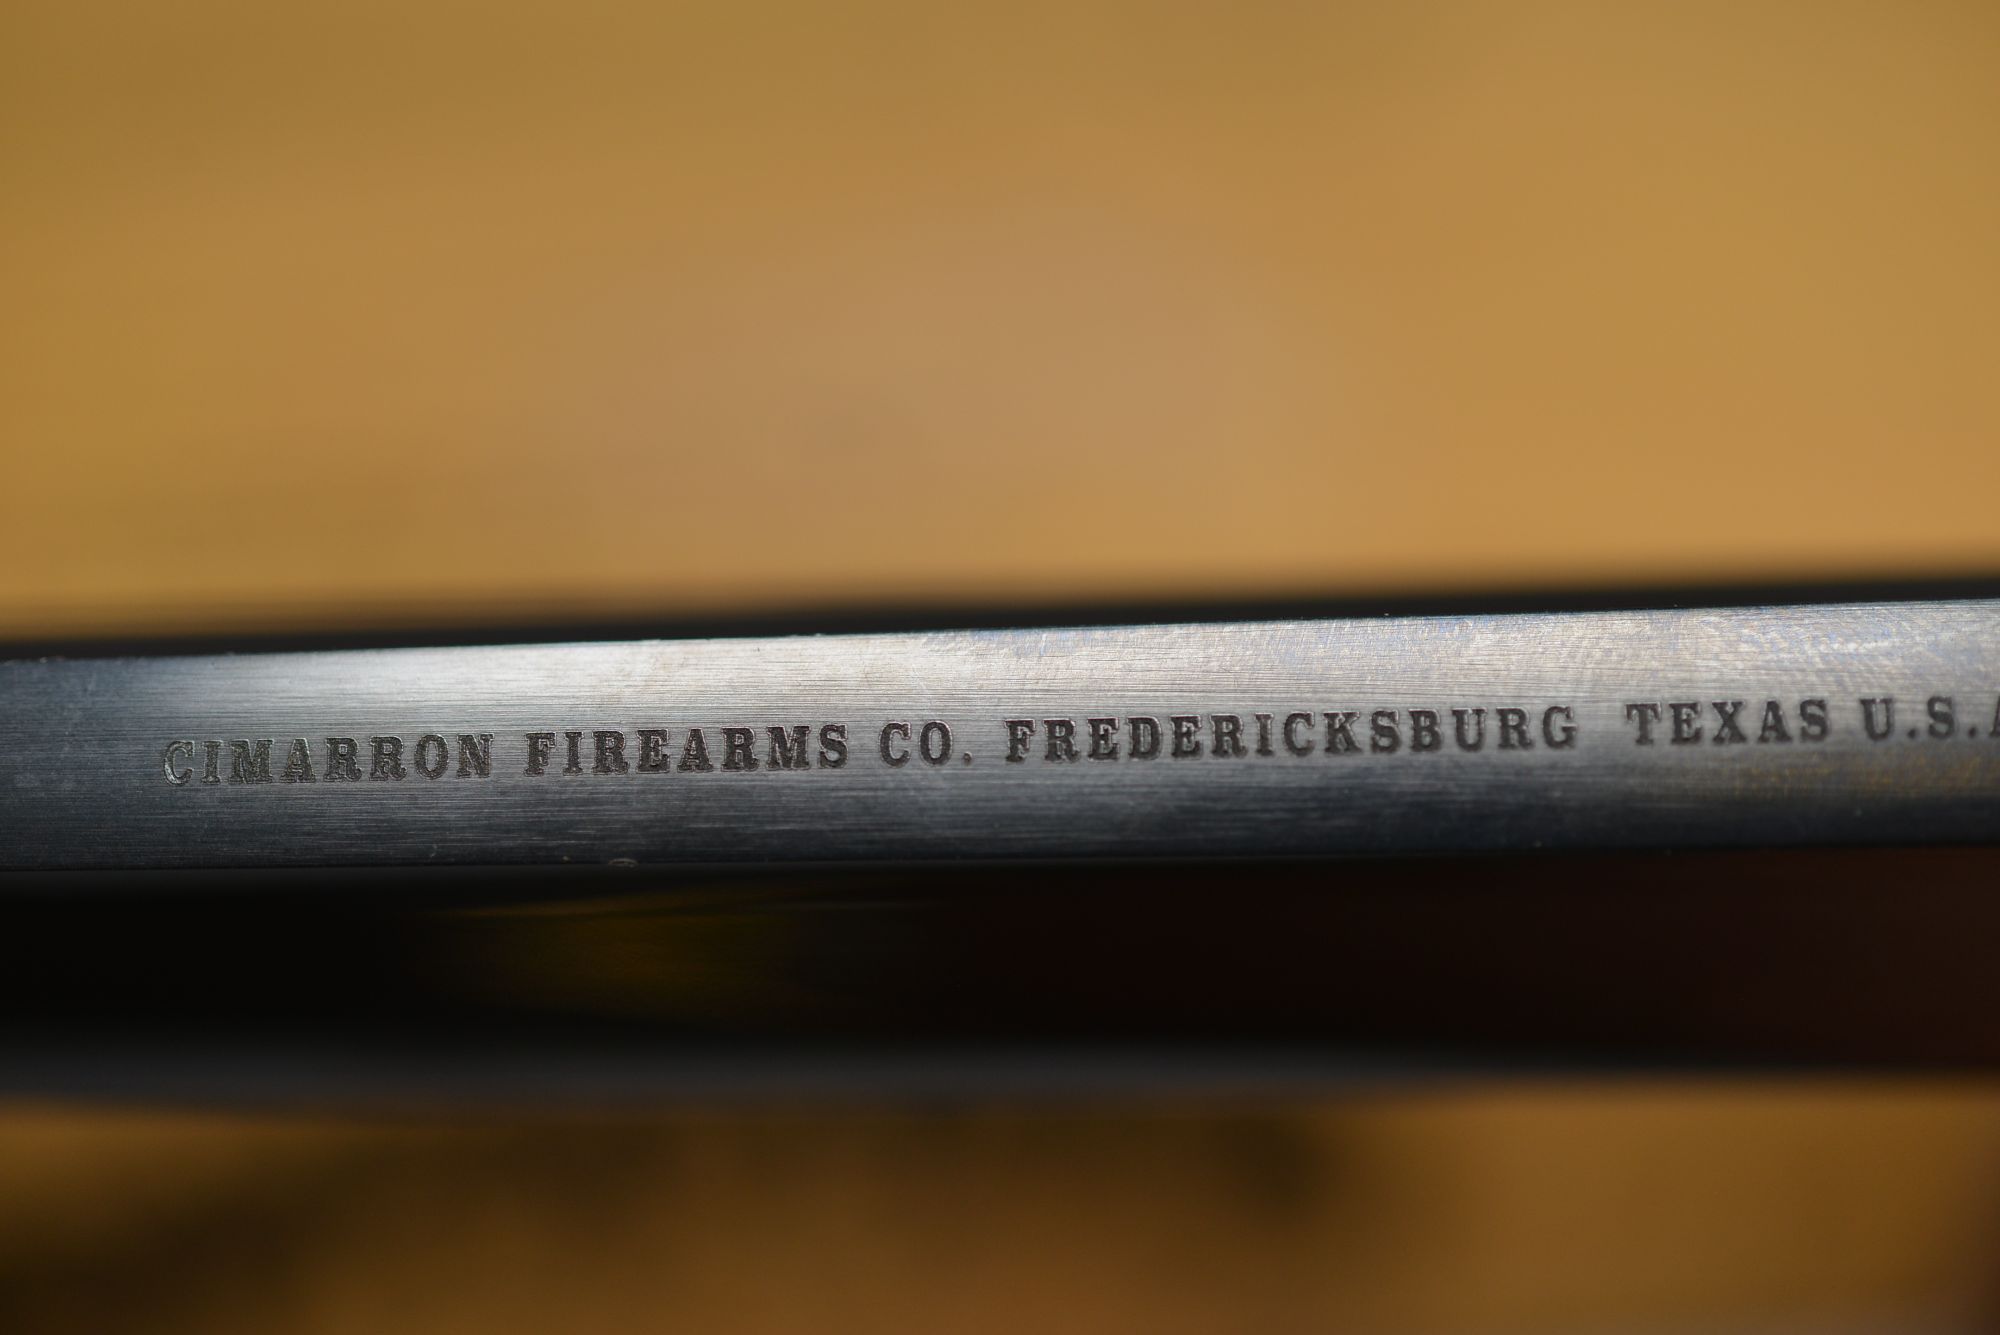 CIMARRON FIREARMS CO. FREDERICKSBURG TEXAS U.S.A